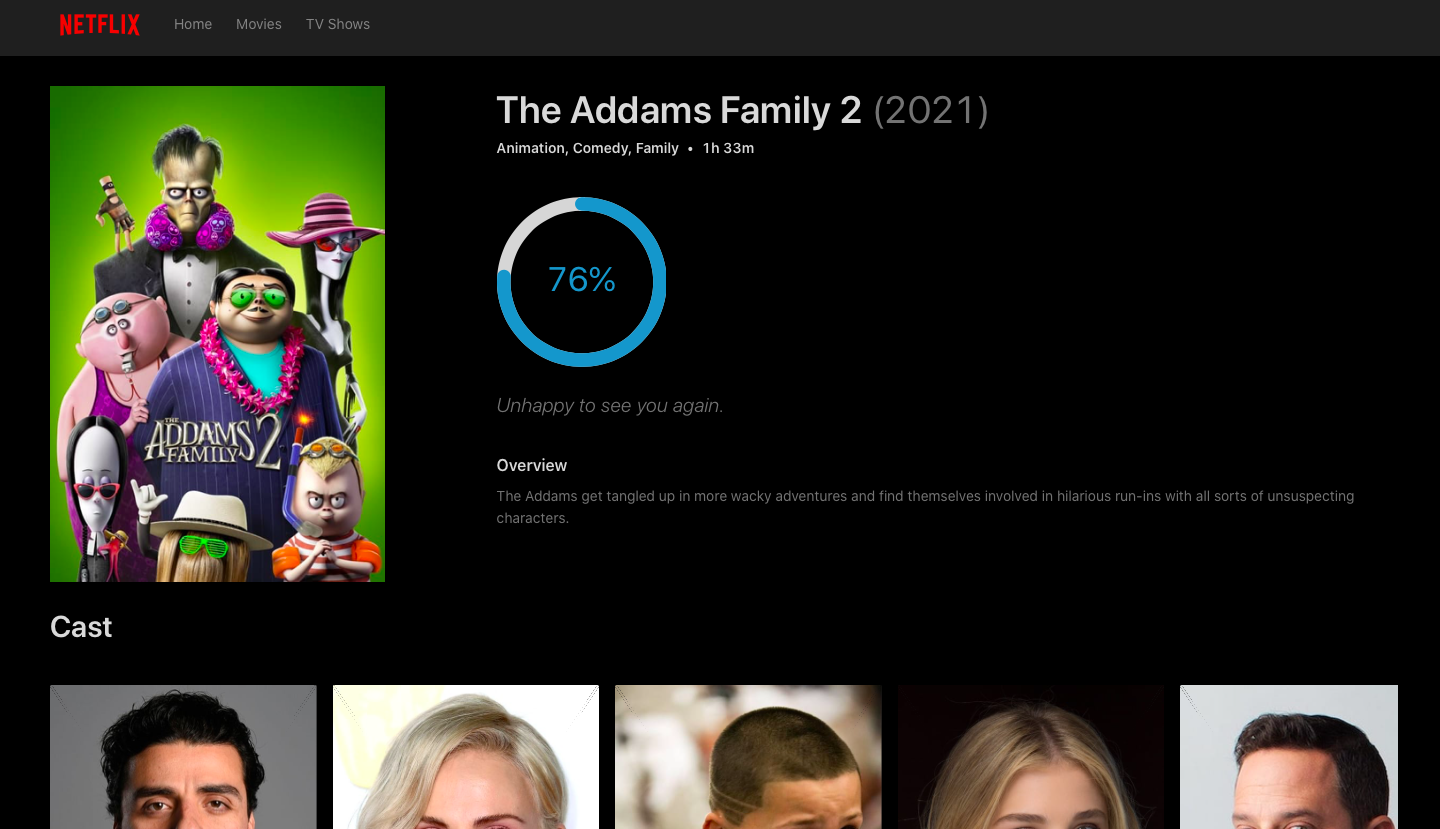 NETFLIX Home Movies TV Shows
The Addams Family 2 (2021)
Animation, Comedy, Family • 1h 33m
76%
Unhappy to see you again.
Overview
The Addams get tangled up in more wacky adventures and find themselves involved in hilarious run-ins with all sorts of unsuspecting
characters.
THE
ADDAMS
FAMILY 2
Cast